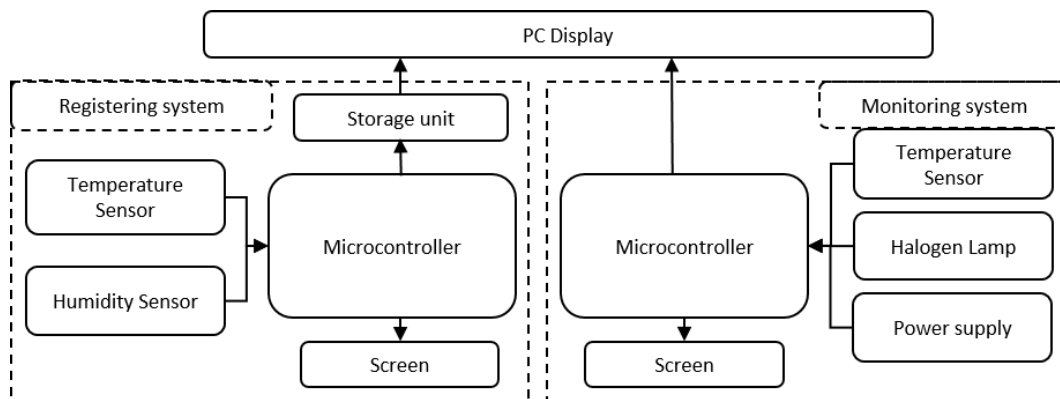 PC Display
Registering system
Storage unit
Temperature
Sensor
Humidity Sensor
Microcontroller
Screen
Monitoring system
Microcontroller
Temperature
Sensor
Halogen Lamp
Power supply
Screen